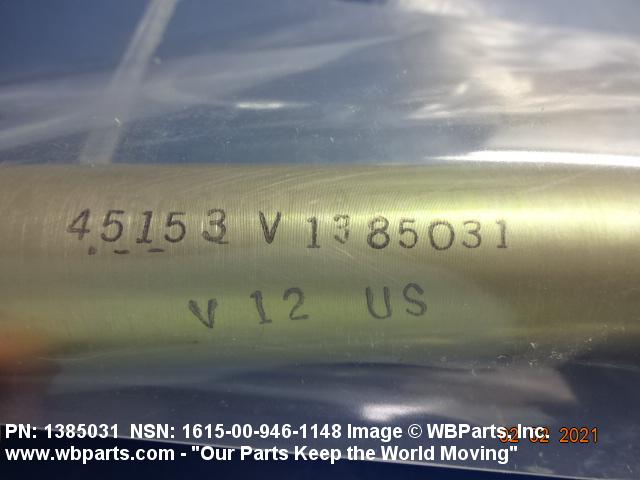 45153 V 1385031
V 12 US
PN: 1385031 NSN: 1615-00-946-1148 Image © WBParts, Inc.
02 02 2021
www.wbparts.com - "Our Parts Keep the World Moving"